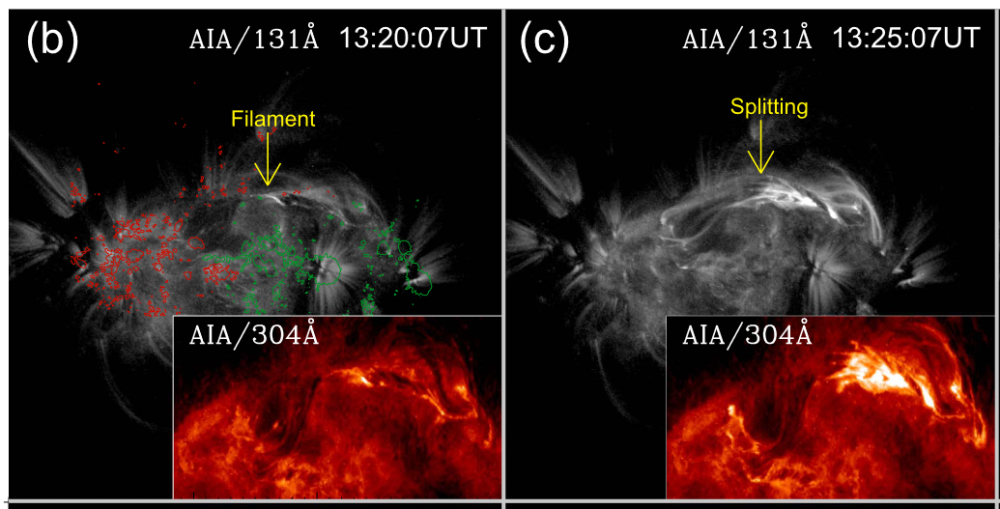 (b) AIA/131Å 13:20:07UT
Filament
AIA/304Å
(c) AIA/131Å 13:25:07UT
Splitting
AIA/304Å